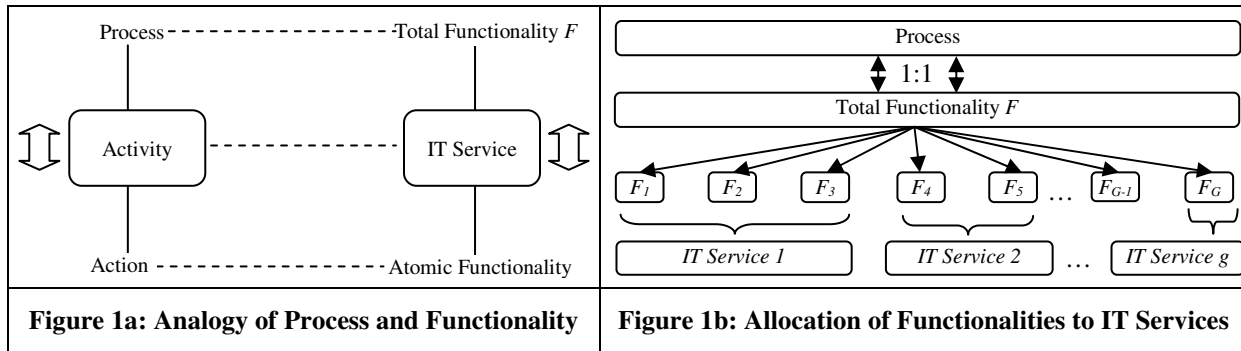 Process
Total Functionality F
Activity
IT Service
Action
Atomic Functionality
Figure 1a: Analogy of Process and Functionality
Process
1:1
Total Functionality F
F1 F2 F3 F4 F5 … FG-1 FG
IT Service 1 IT Service 2 … IT Service g
Figure 1b: Allocation of Functionalities to IT Services